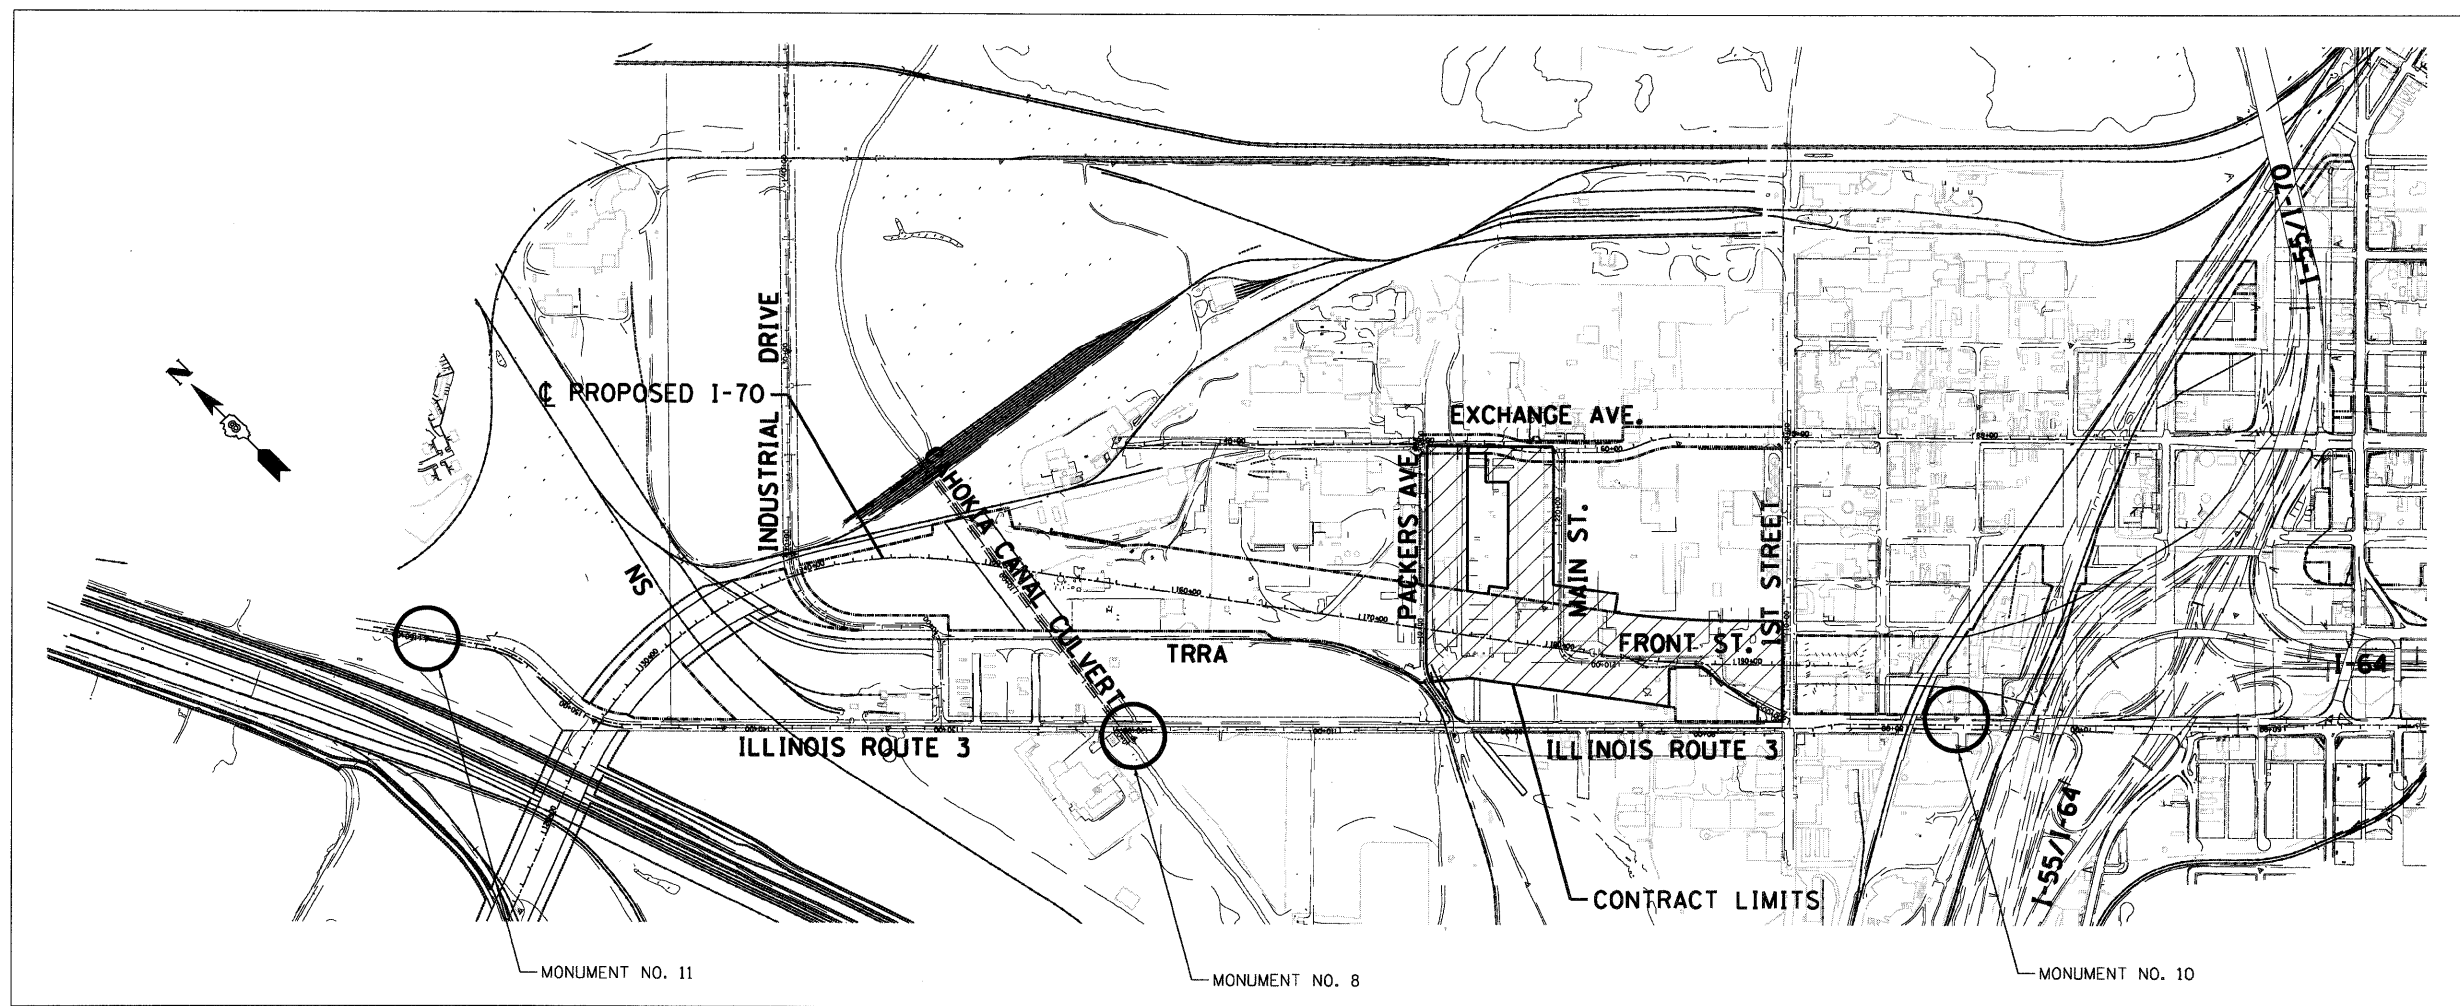 I-55/I-70
INDUSTRIAL DRIVE
N
℄ PROPOSED I-70
EXCHANGE AVE.
CAHOKIA CANAL CULVERT
PACKERS AVE.
MAIN ST.
1ST STREET
NS
FRONT ST.
TRRA
I-64
ILLINOIS ROUTE 3
ILLINOIS ROUTE 3
I-55/I-64
CONTRACT LIMITS
MONUMENT NO. 11
MONUMENT NO. 8
MONUMENT NO. 10